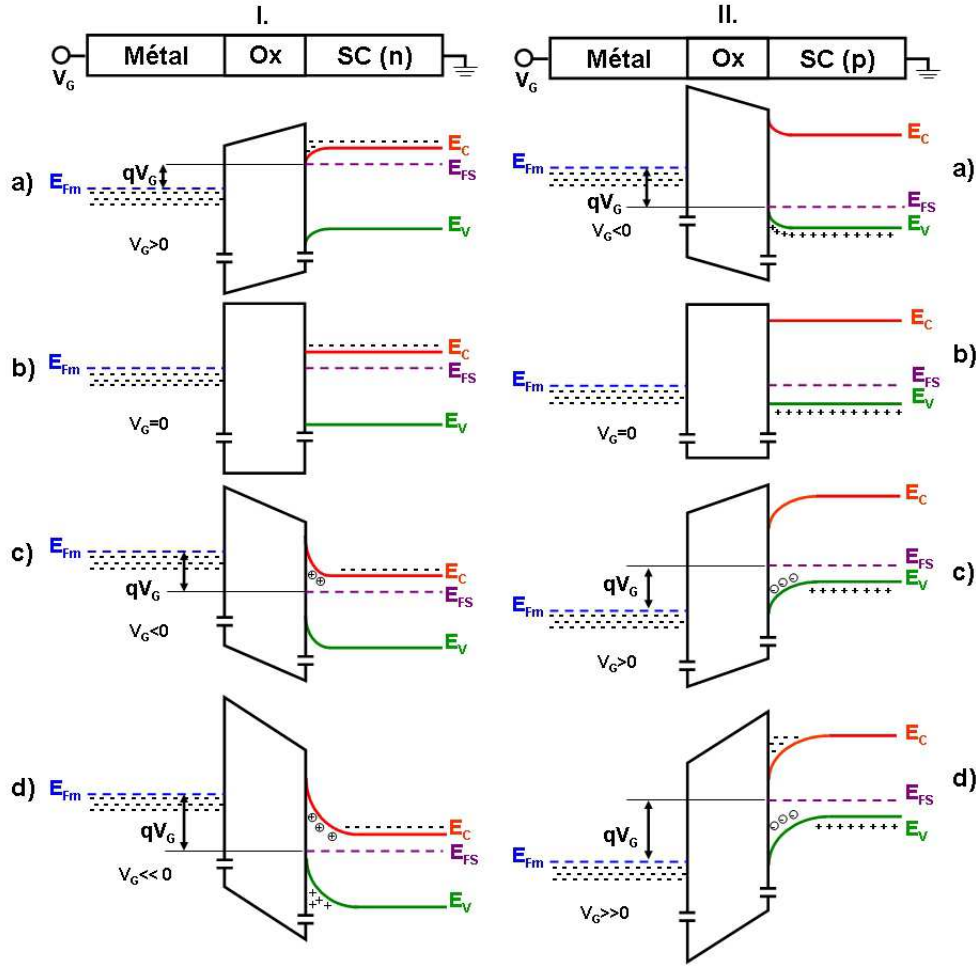 I.
Métal Ox SC (n)
V_G
a)
E_Fm
qV_G
V_G>0
E_C
E_FS
E_V
b)
E_Fm
V_G=0
E_C
E_FS
E_V
c)
E_Fm
qV_G
V_G<0
E_C
E_FS
E_V
d)
E_Fm
qV_G
V_G<< 0
E_C
E_FS
E_V
II.
Métal Ox SC (p)
V_G
a)
E_Fm
qV_G
V_G<0
E_C
E_FS
E_V
b)
E_Fm
V_G=0
E_C
E_FS
E_V
c)
E_Fm
qV_G
V_G>0
E_C
E_FS
E_V
d)
E_Fm
qV_G
V_G>>0
E_C
E_FS
E_V